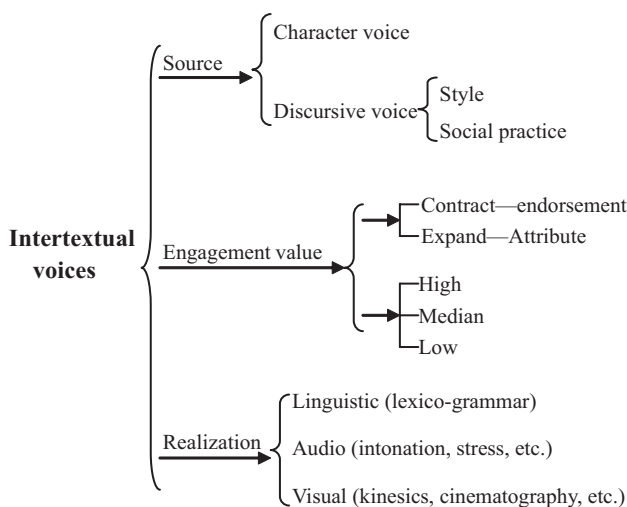 Character voice
Source
Style
Discursive voice
Social practice
Contract—endorsement
Expand—Attribute
Intertextual
voices
Engagement value
High
Median
Low
Linguistic (lexico-grammar)
Realization
Audio (intonation, stress, etc.)
Visual (kinesics, cinematography, etc.)